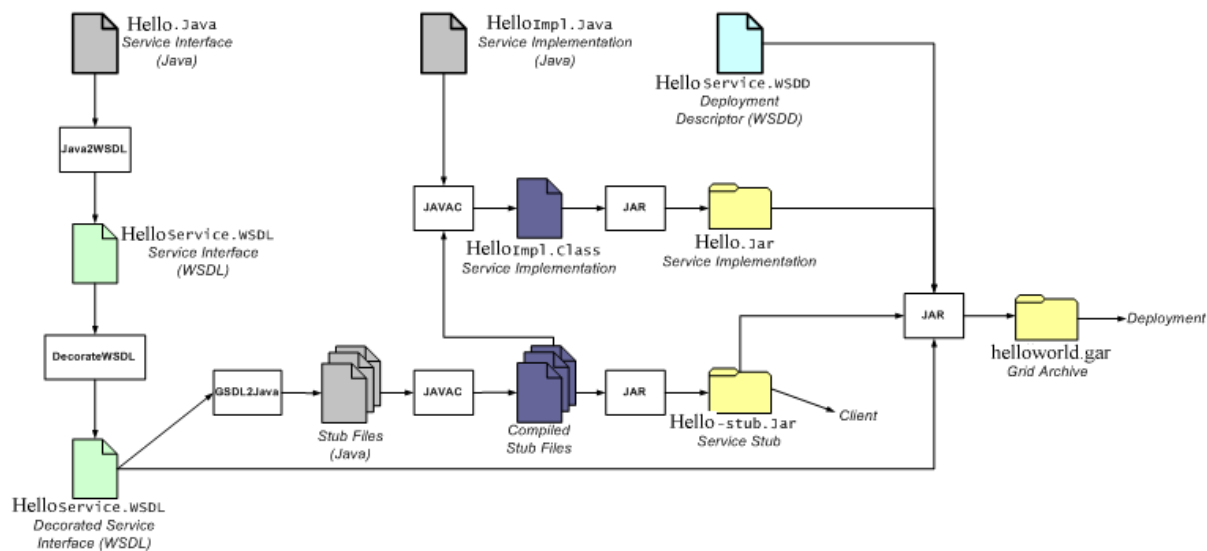 Hello.Java
Service Interface
(Java)
HelloImpl.Java
Service Implementation
(Java)
HelloService.WSDD
Deployment
Descriptor (WSDD)
Java2WSDL
JAVAC
JAR
HelloImpl.Class
Service Implementation
Hello.Jar
Service Implementation
HelloService.WSDL
Service Interface
(WSDL)
JAR
Deployment
helloworld.gar
Grid Archive
DecorateWSDL
GSDL2Java
JAVAC
JAR
Stub Files
(Java)
Compiled
Stub Files
Hello-stub.Jar
Service Stub
Client
HelloService.WSDL
Decorated Service
Interface (WSDL)